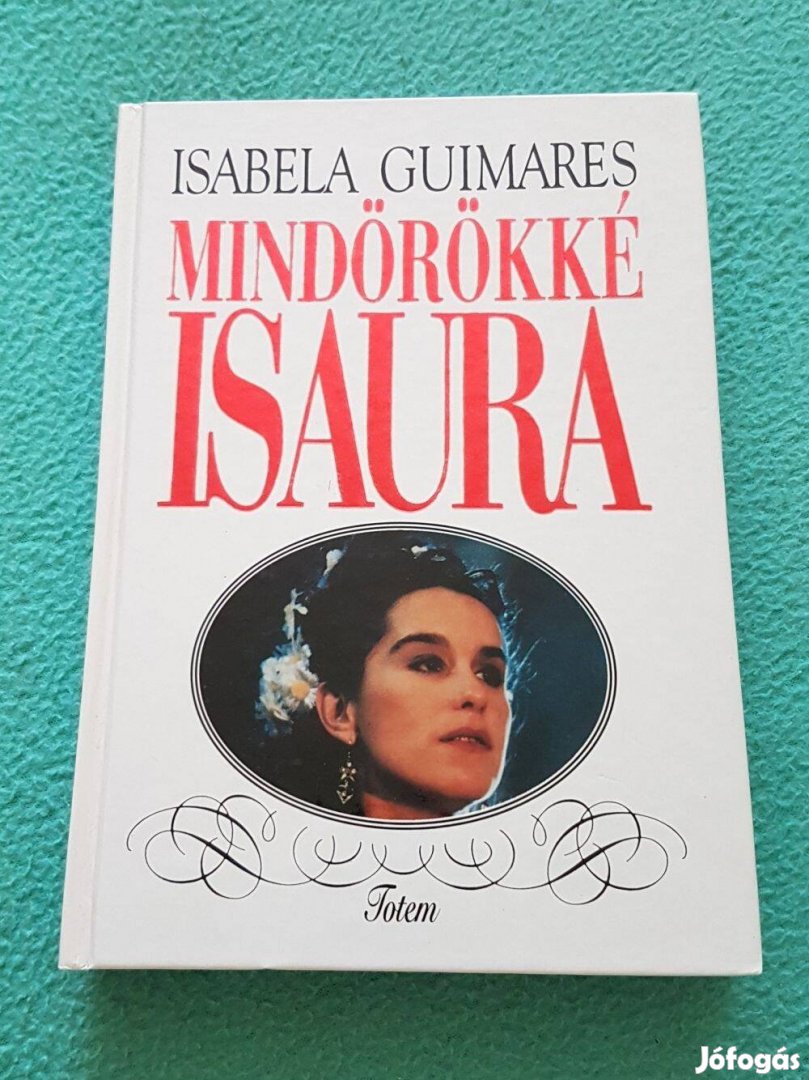 ISABELA GUIMARES
MINDÖRÖKKÉ
ISAURA
Totem
Jófogás